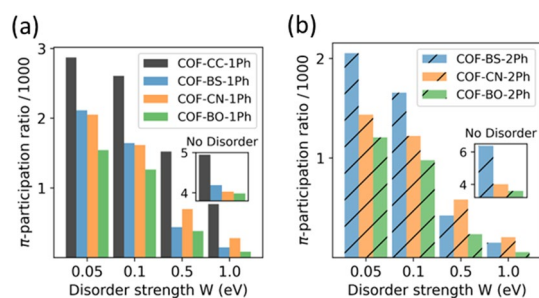 (a)
π-participation ratio / 1000
3
2
1
COF-CC-1Ph
COF-BS-1Ph
COF-CN-1Ph
COF-BO-1Ph
No Disorder
5
4
0.05 0.1 0.5 1.0
Disorder strength W (eV)
(b)
π-participation ratio / 1000
2
1
COF-BS-2Ph
COF-CN-2Ph
COF-BO-2Ph
No Disorder
6
4
0.05 0.1 0.5 1.0
Disorder strength W (eV)